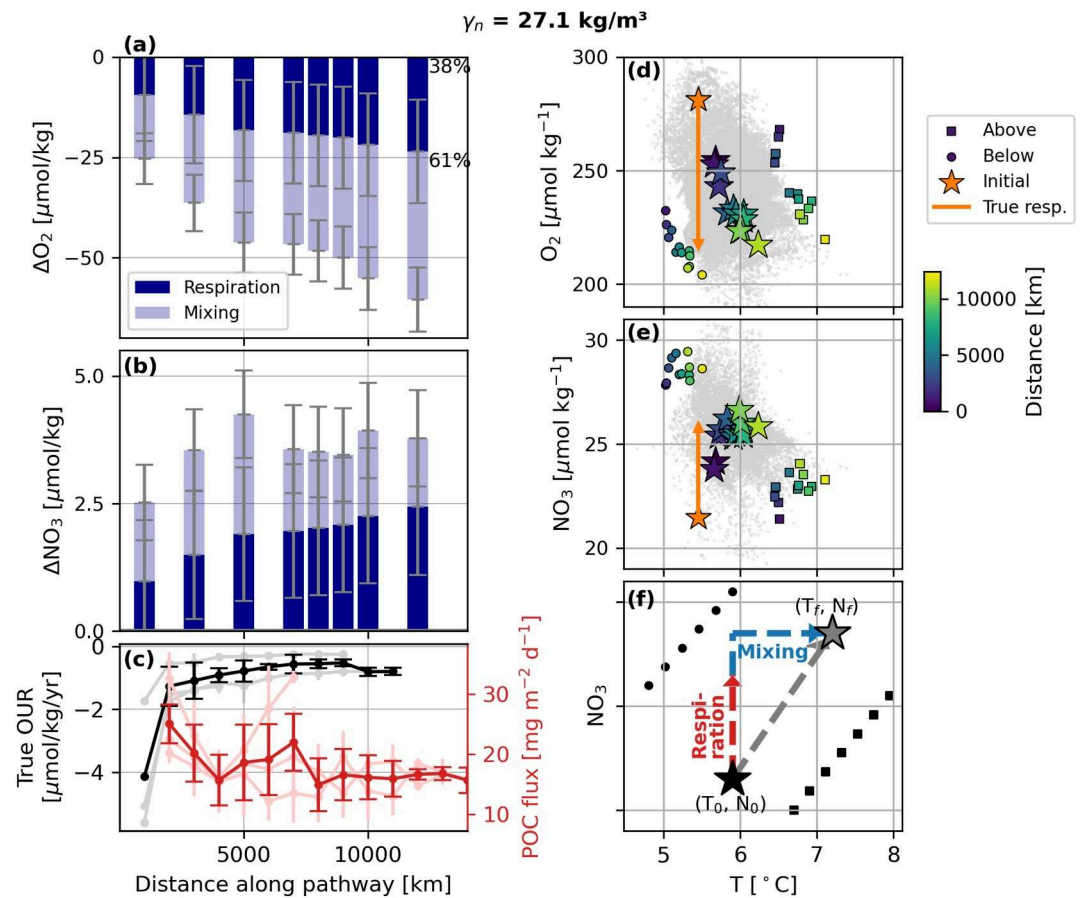 γn = 27.1 kg/m³
(a)
0
−25
−50
ΔO2 [μmol/kg]
38%
61%
Respiration
Mixing
(b)
5.0
2.5
0.0
ΔNO3 [μmol/kg]
(c)
0
−2
−4
True OUR
[μmol/kg/yr]
30
20
10
POC flux [mg m−2 d−1]
5000
10000
Distance along pathway [km]
(d)
300
250
200
O2 [μmol kg−1]
Above
Below
Initial
True resp.
(e)
30
25
20
NO3 [μmol kg−1]
10000
5000
0
Distance [km]
(f)
(Tf, Nf)
Mixing
Respi-
ration
(T0, N0)
NO3
5
6
7
8
T [°C]